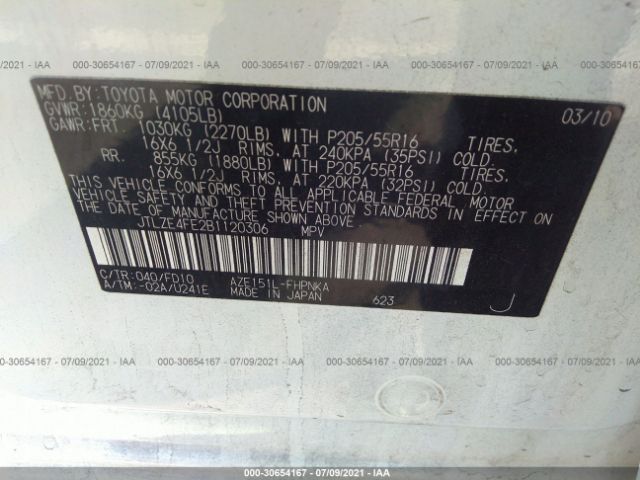 000-30654167 - 07/09/2021 - IAA
MFD.BY:TOYOTA MOTOR CORPORATION 03/10
GVWR:1860KG (4105LB)
GAWR:FRT. 1030KG (2270LB) WITH P205/55R16 TIRES.
16X6 1/2J RIMS. AT 240KPA (35PSI) COLD.
RR. 855KG (1880LB) WITH P205/55R16 TIRES.
16X6 1/2J RIMS. AT 220KPA (32PSI) COLD.
THIS VEHICLE CONFORMS TO ALL APPLICABLE FEDERAL MOTOR
VEHICLE SAFETY AND THEFT PREVENTION STANDARDS IN EFFECT ON
THE DATE OF MANUFACTURE SHOWN ABOVE.
JTLZE4FE2B1120306 MPV
C/TR:040/FD10 AZE151L-FHPNKA
A/TM:-02A/U241E MADE IN JAPAN 623 J
000-30654167 - 07/09/2021 - IAA
000-30654167 - 07/09/2021 - IAA